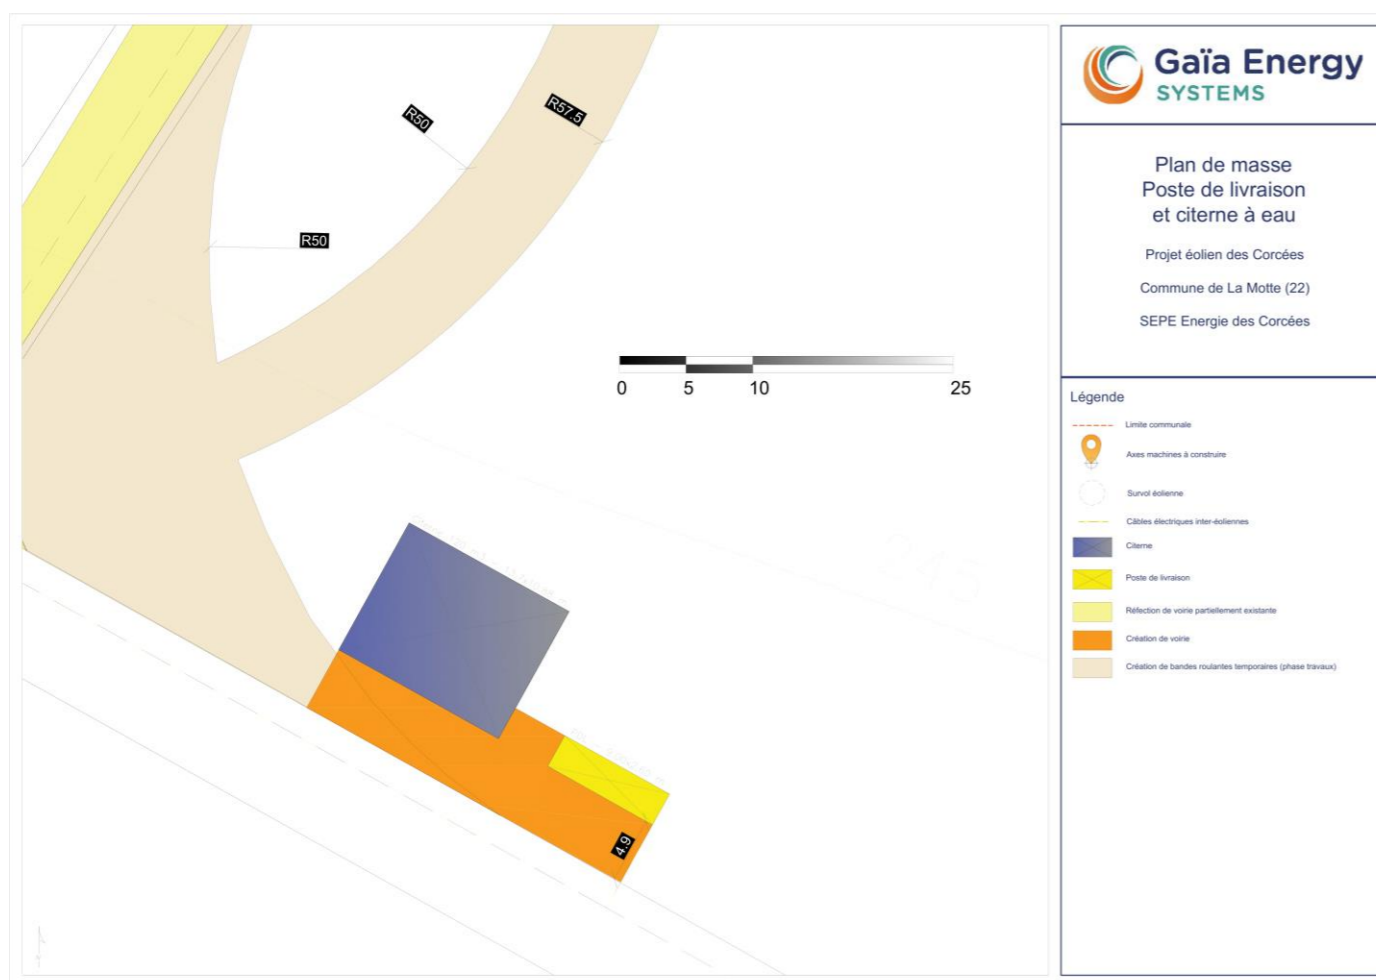 Gaïa Energy
SYSTEMS
Plan de masse
Poste de livraison
et citerne à eau
Projet éolien des Corcées
Commune de La Motte (22)
SEPE Energie des Corcées
Légende
Limite communale
Axes machines à construire
Survol éolienne
Câbles électriques inter-éoliennes
Citerne
Poste de livraison
Réfection de voirie partiellement existante
Création de voirie
Création de bandes roulantes temporaires (phase travaux)
R57.5
R50
R50
0 5 10 25
245
4.9